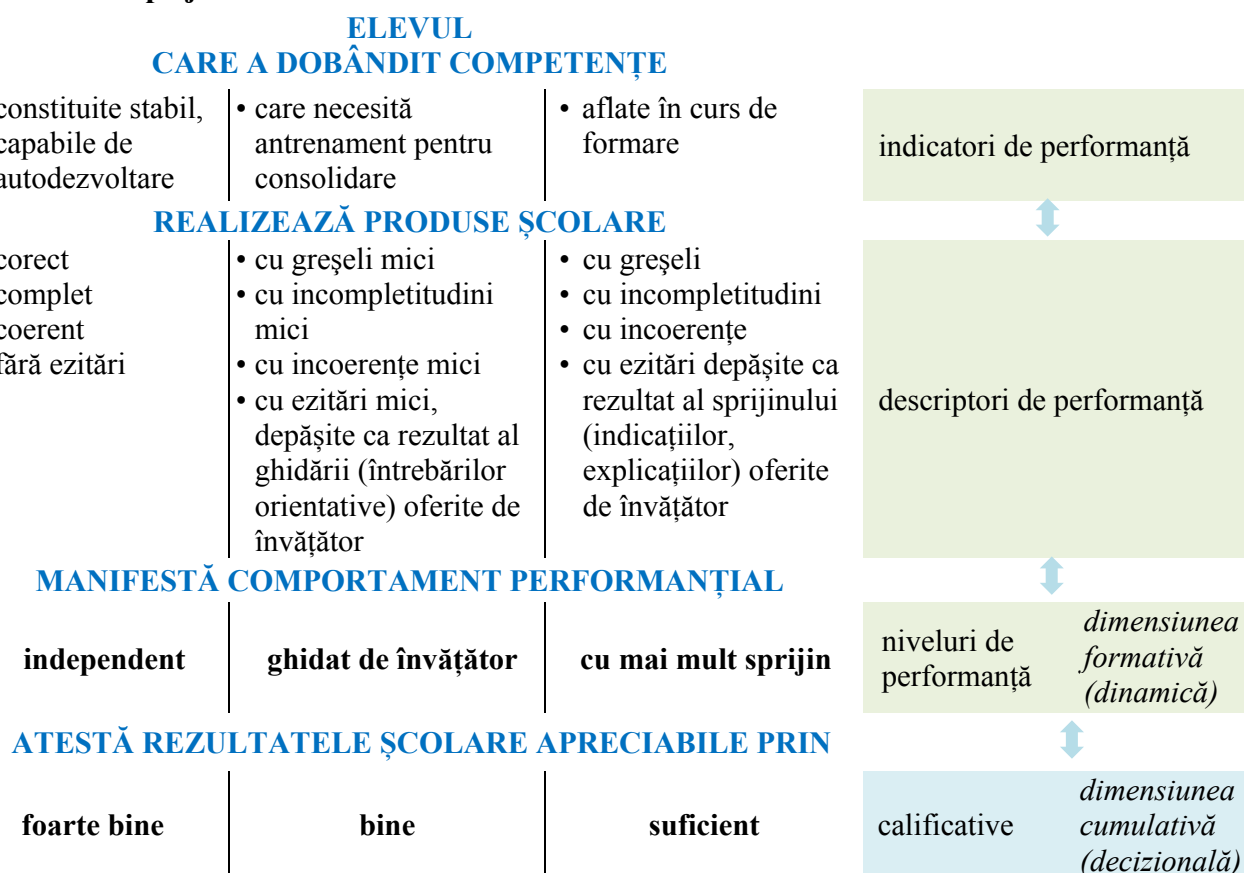 ELEVUL
CARE A DOBÂNDIT COMPETENȚE
constituite stabil,
capabile de
autodezvoltare
• care necesită
antrenament pentru
consolidare
• aflate în curs de
formare
indicatori de performanță
REALIZEAZĂ PRODUSE ȘCOLARE
corect
complet
coerent
fără ezitări
• cu greşeli mici
• cu incompletitudini
mici
• cu incoerențe mici
• cu ezitări mici,
depășite ca rezultat al
ghidării (întrebărilor
orientative) oferite de
învățător
• cu greşeli
• cu incompletitudini
• cu incoerențe
• cu ezitări depășite ca
rezultat al sprijinului
(indicațiilor,
explicațiilor) oferite
de învățător
descriptori de performanță
MANIFESTĂ COMPORTAMENT PERFORMANȚIAL
independent
ghidat de învățător
cu mai mult sprijin
niveluri de
performanță
dimensiunea
formativă
(dinamică)
ATESTĂ REZULTATELE ȘCOLARE APRECIABILE PRIN
foarte bine
bine
suficient
calificative
dimensiunea
cumulativă
(decizională)